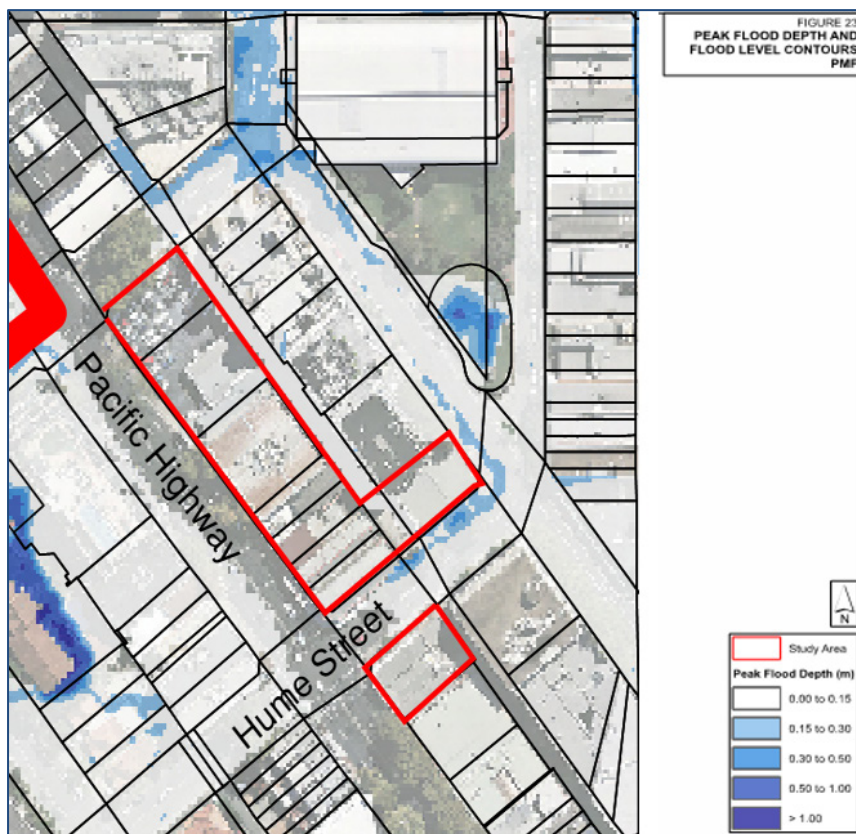 FIGURE 23
PEAK FLOOD DEPTH AND
FLOOD LEVEL CONTOURS
PMF
Pacific Highway
Hume Street
N
Study Area
Peak Flood Depth (m)
0.00 to 0.15
0.15 to 0.30
0.30 to 0.50
0.50 to 1.00
> 1.00